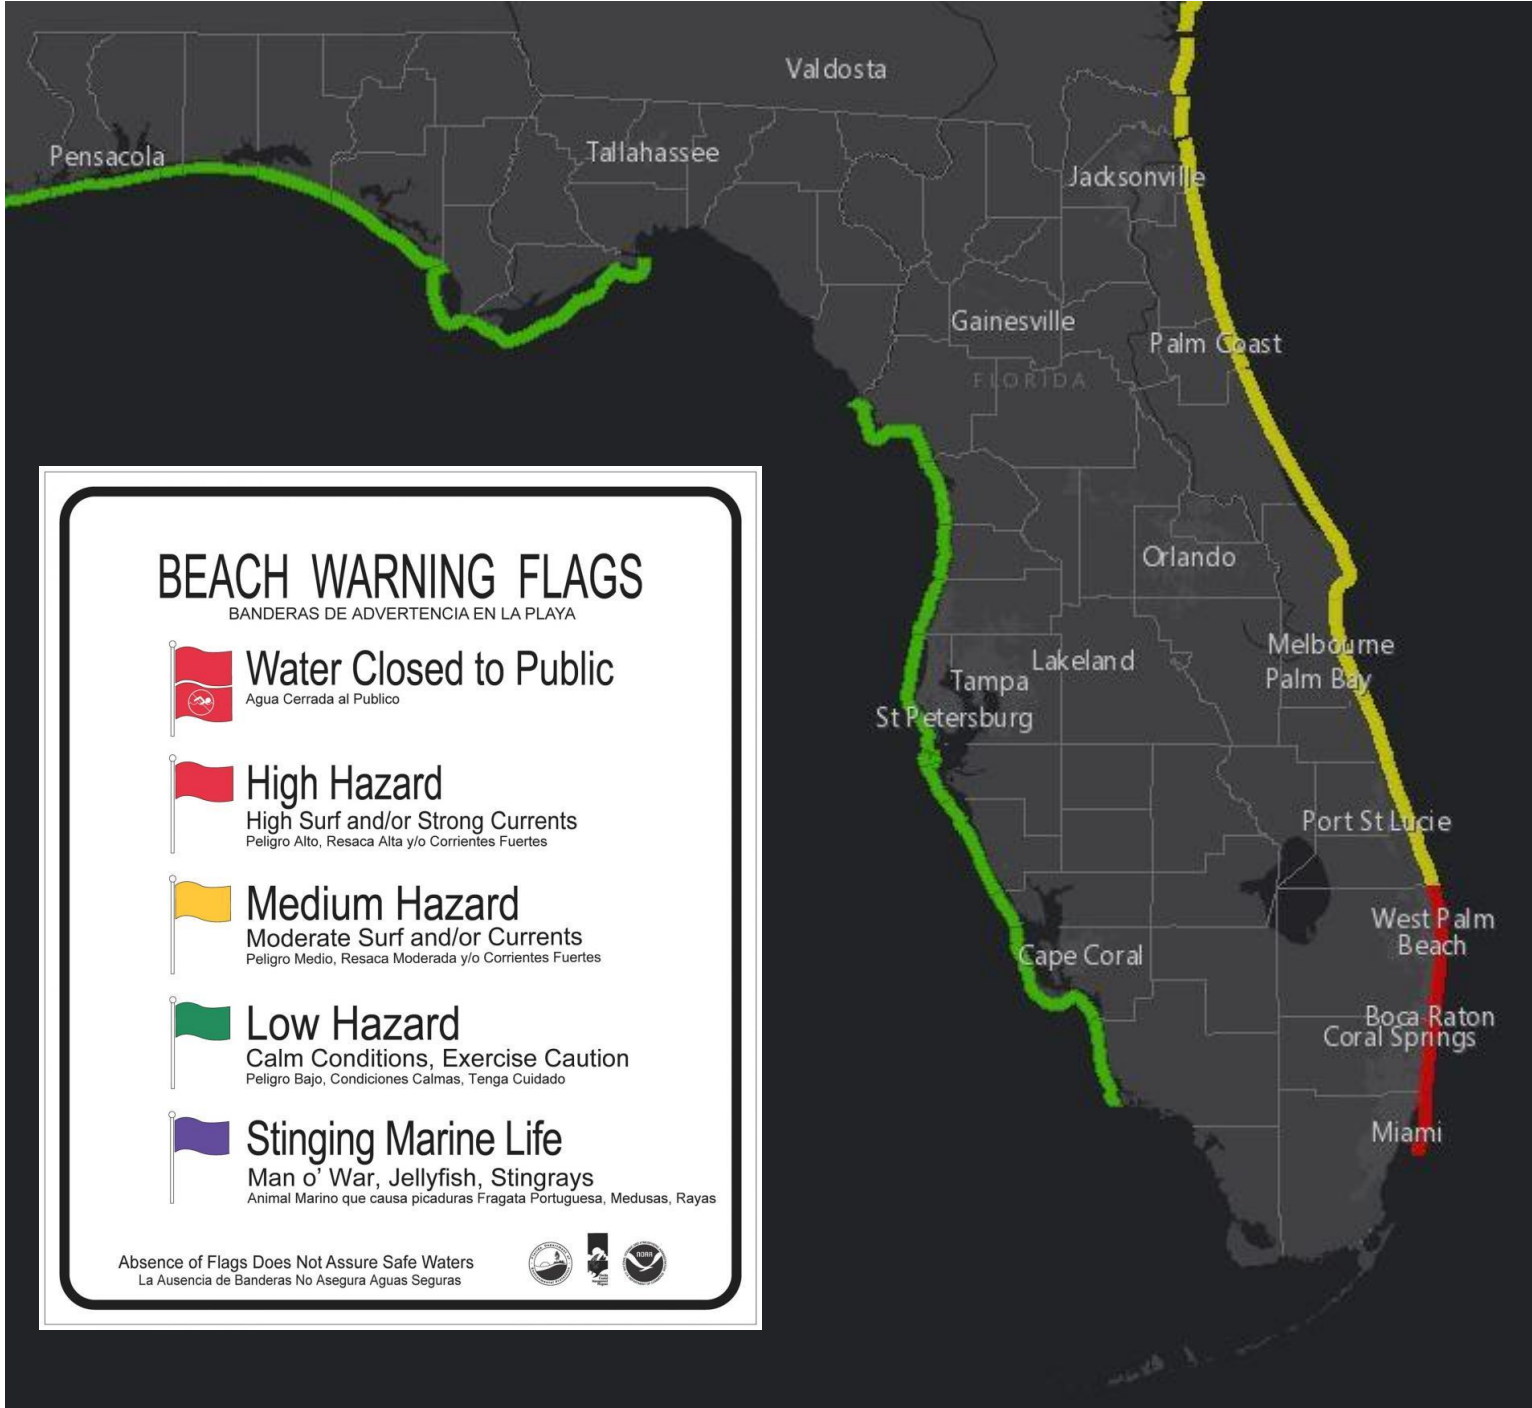 Valdosta
Pensacola
Tallahassee
Jacksonville
Gainesville
Palm Coast
FLORIDA
Orlando
Melbourne
Palm Bay
Lakeland
Tampa
St Petersburg
Port St Lucie
West Palm
Beach
Cape Coral
Boca Raton
Coral Springs
Miami
BEACH WARNING FLAGS
BANDERAS DE ADVERTENCIA EN LA PLAYA
Water Closed to Public
Agua Cerrada al Publico
High Hazard
High Surf and/or Strong Currents
Peligro Alto, Resaca Alta y/o Corrientes Fuertes
Medium Hazard
Moderate Surf and/or Currents
Peligro Medio, Resaca Moderada y/o Corrientes Fuertes
Low Hazard
Calm Conditions, Exercise Caution
Peligro Bajo, Condiciones Calmas, Tenga Cuidado
Stinging Marine Life
Man o' War, Jellyfish, Stingrays
Animal Marino que causa picaduras Fragata Portuguesa, Medusas, Rayas
Absence of Flags Does Not Assure Safe Waters
La Ausencia de Banderas No Asegura Aguas Seguras
NOAA